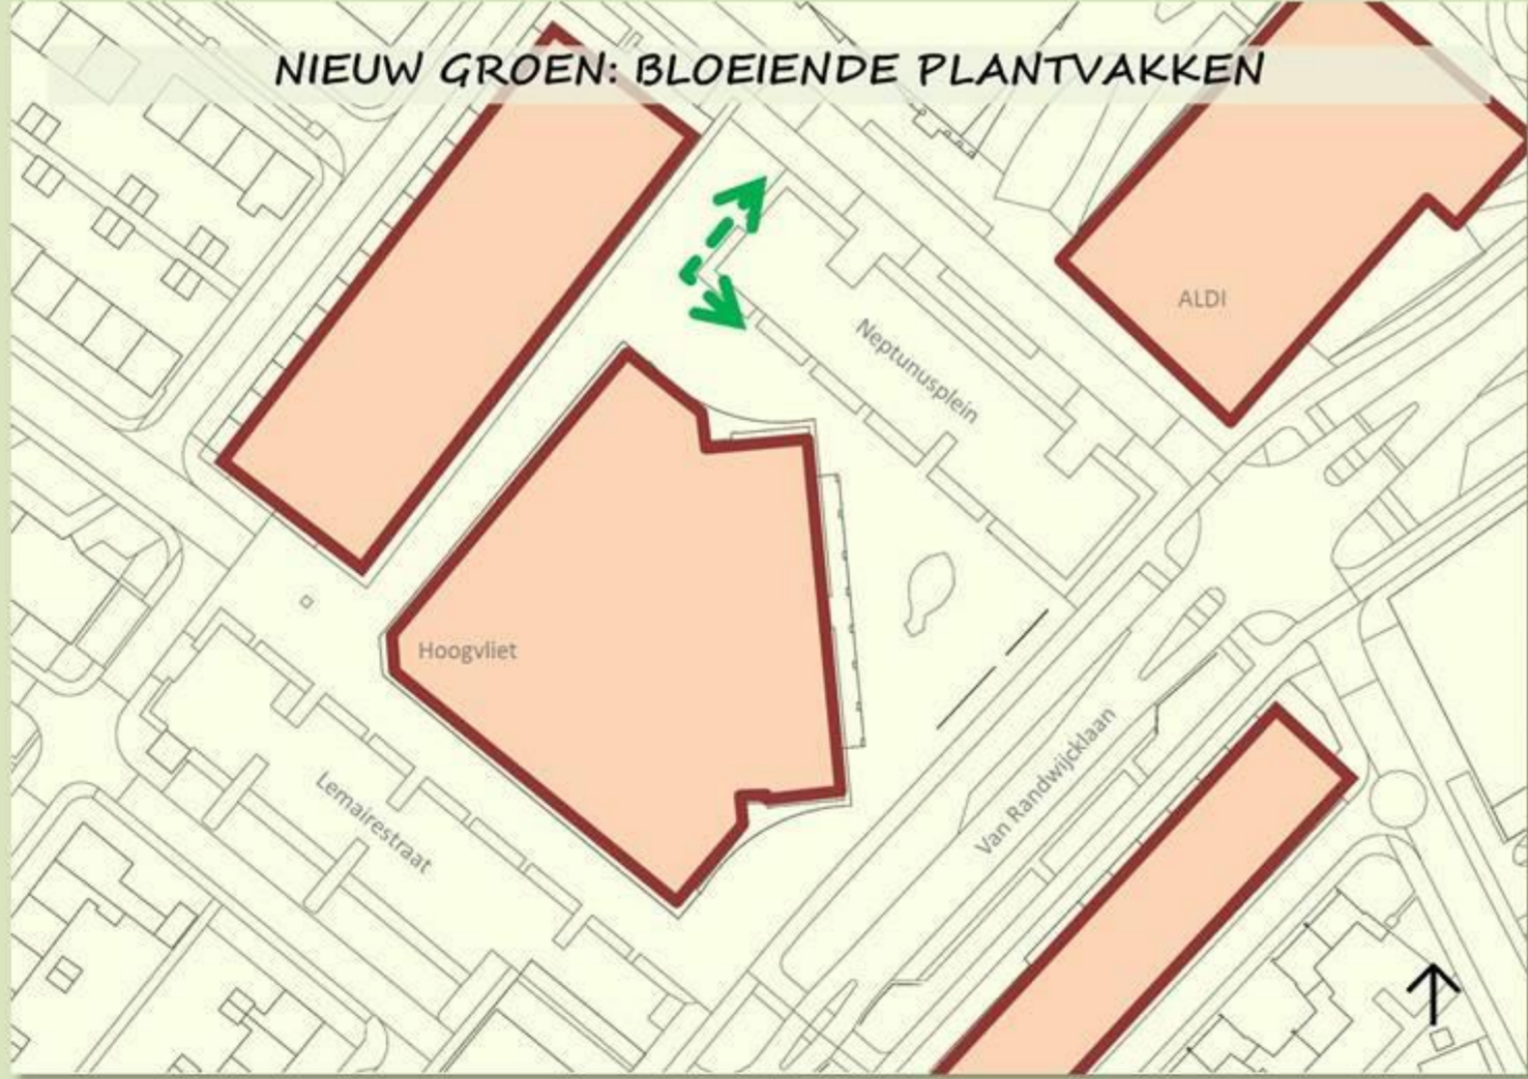 NIEUW GROEN: BLOEIENDE PLANTVAKKEN
ALDI
Neptunusplein
Hoogvliet
Van Randwijcklaan
Lemairestraat